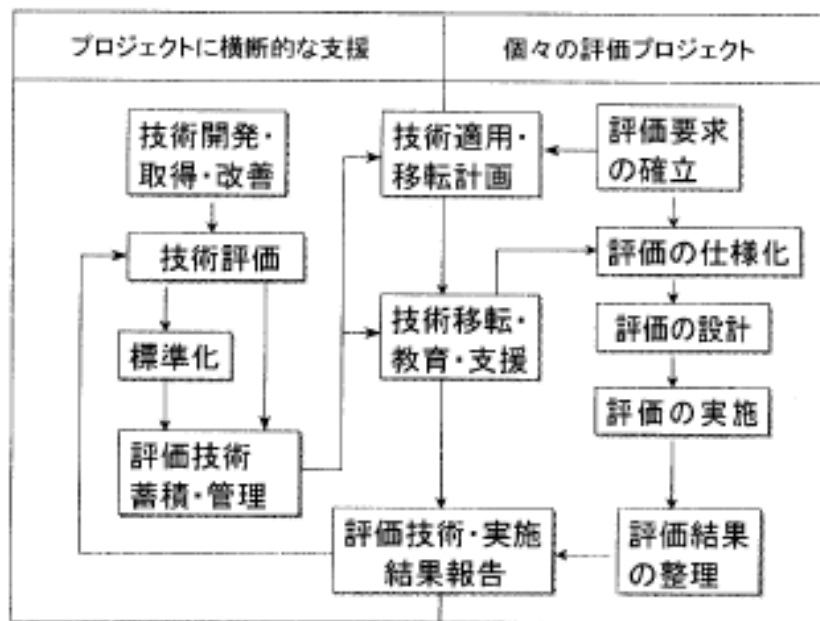 プロジェクトに横断的な支援
個々の評価プロジェクト
技術開発・
取得・改善
技術適用・
移転計画
評価要求
の確立
技術評価
評価の仕様化
標準化
技術移転・
教育・支援
評価の設計
評価の実施
評価技術
蓄積・管理
評価技術・実施
結果報告
評価結果
の整理